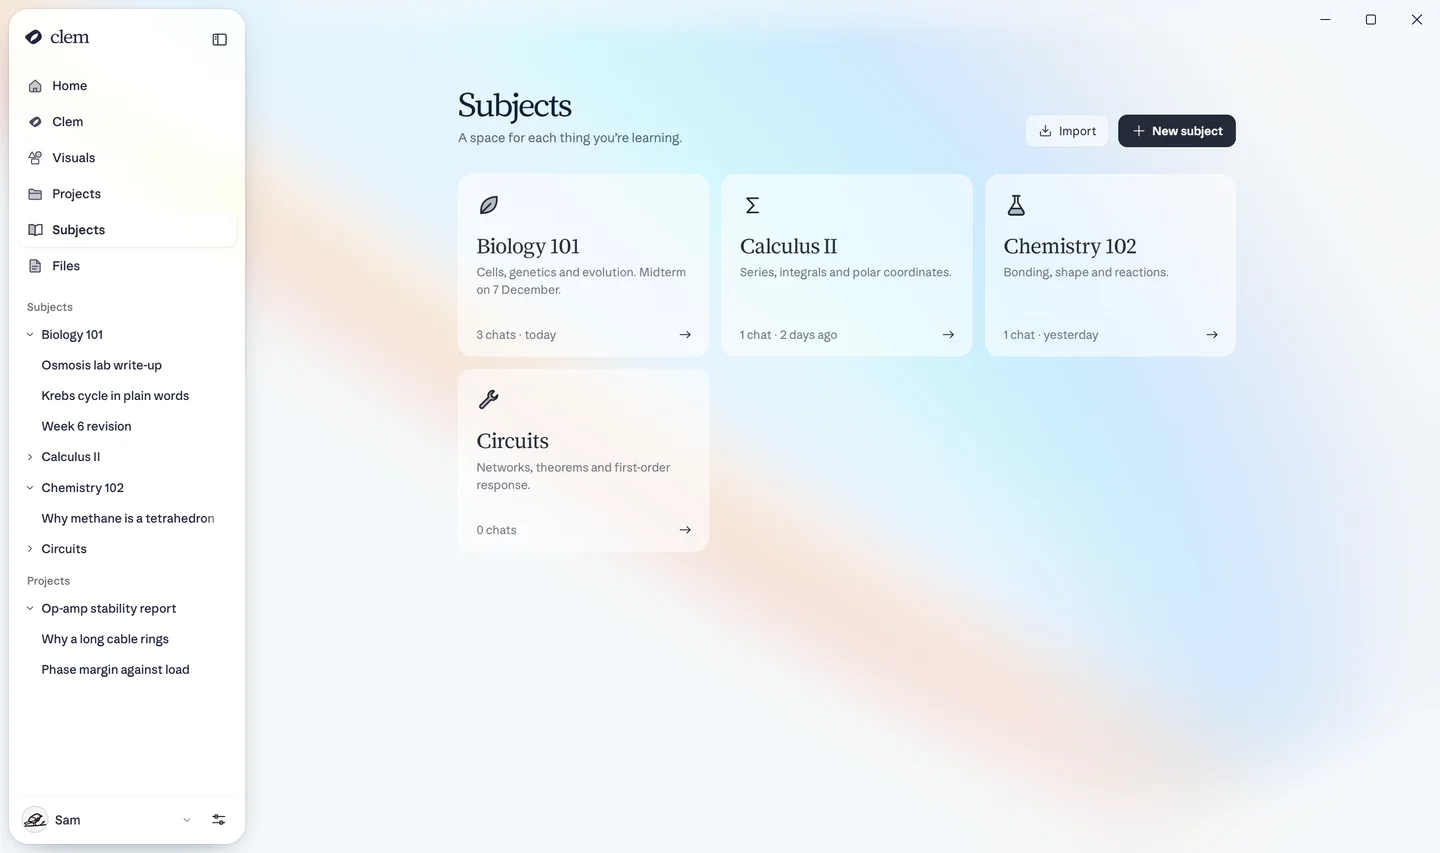 clem
Home
Clem
Visuals
Projects
Subjects
Files
Subjects
Biology 101
Osmosis lab write-up
Krebs cycle in plain words
Week 6 revision
Calculus II
Chemistry 102
Why methane is a tetrahedron
Circuits
Projects
Op-amp stability report
Why a long cable rings
Phase margin against load
Sam
Subjects
A space for each thing you're learning.
Import
New subject
Biology 101
Cells, genetics and evolution. Midterm
on 7 December.
3 chats · today
Calculus II
Series, integrals and polar coordinates.
1 chat · 2 days ago
Chemistry 102
Bonding, shape and reactions.
1 chat · yesterday
Circuits
Networks, theorems and first-order
response.
0 chats